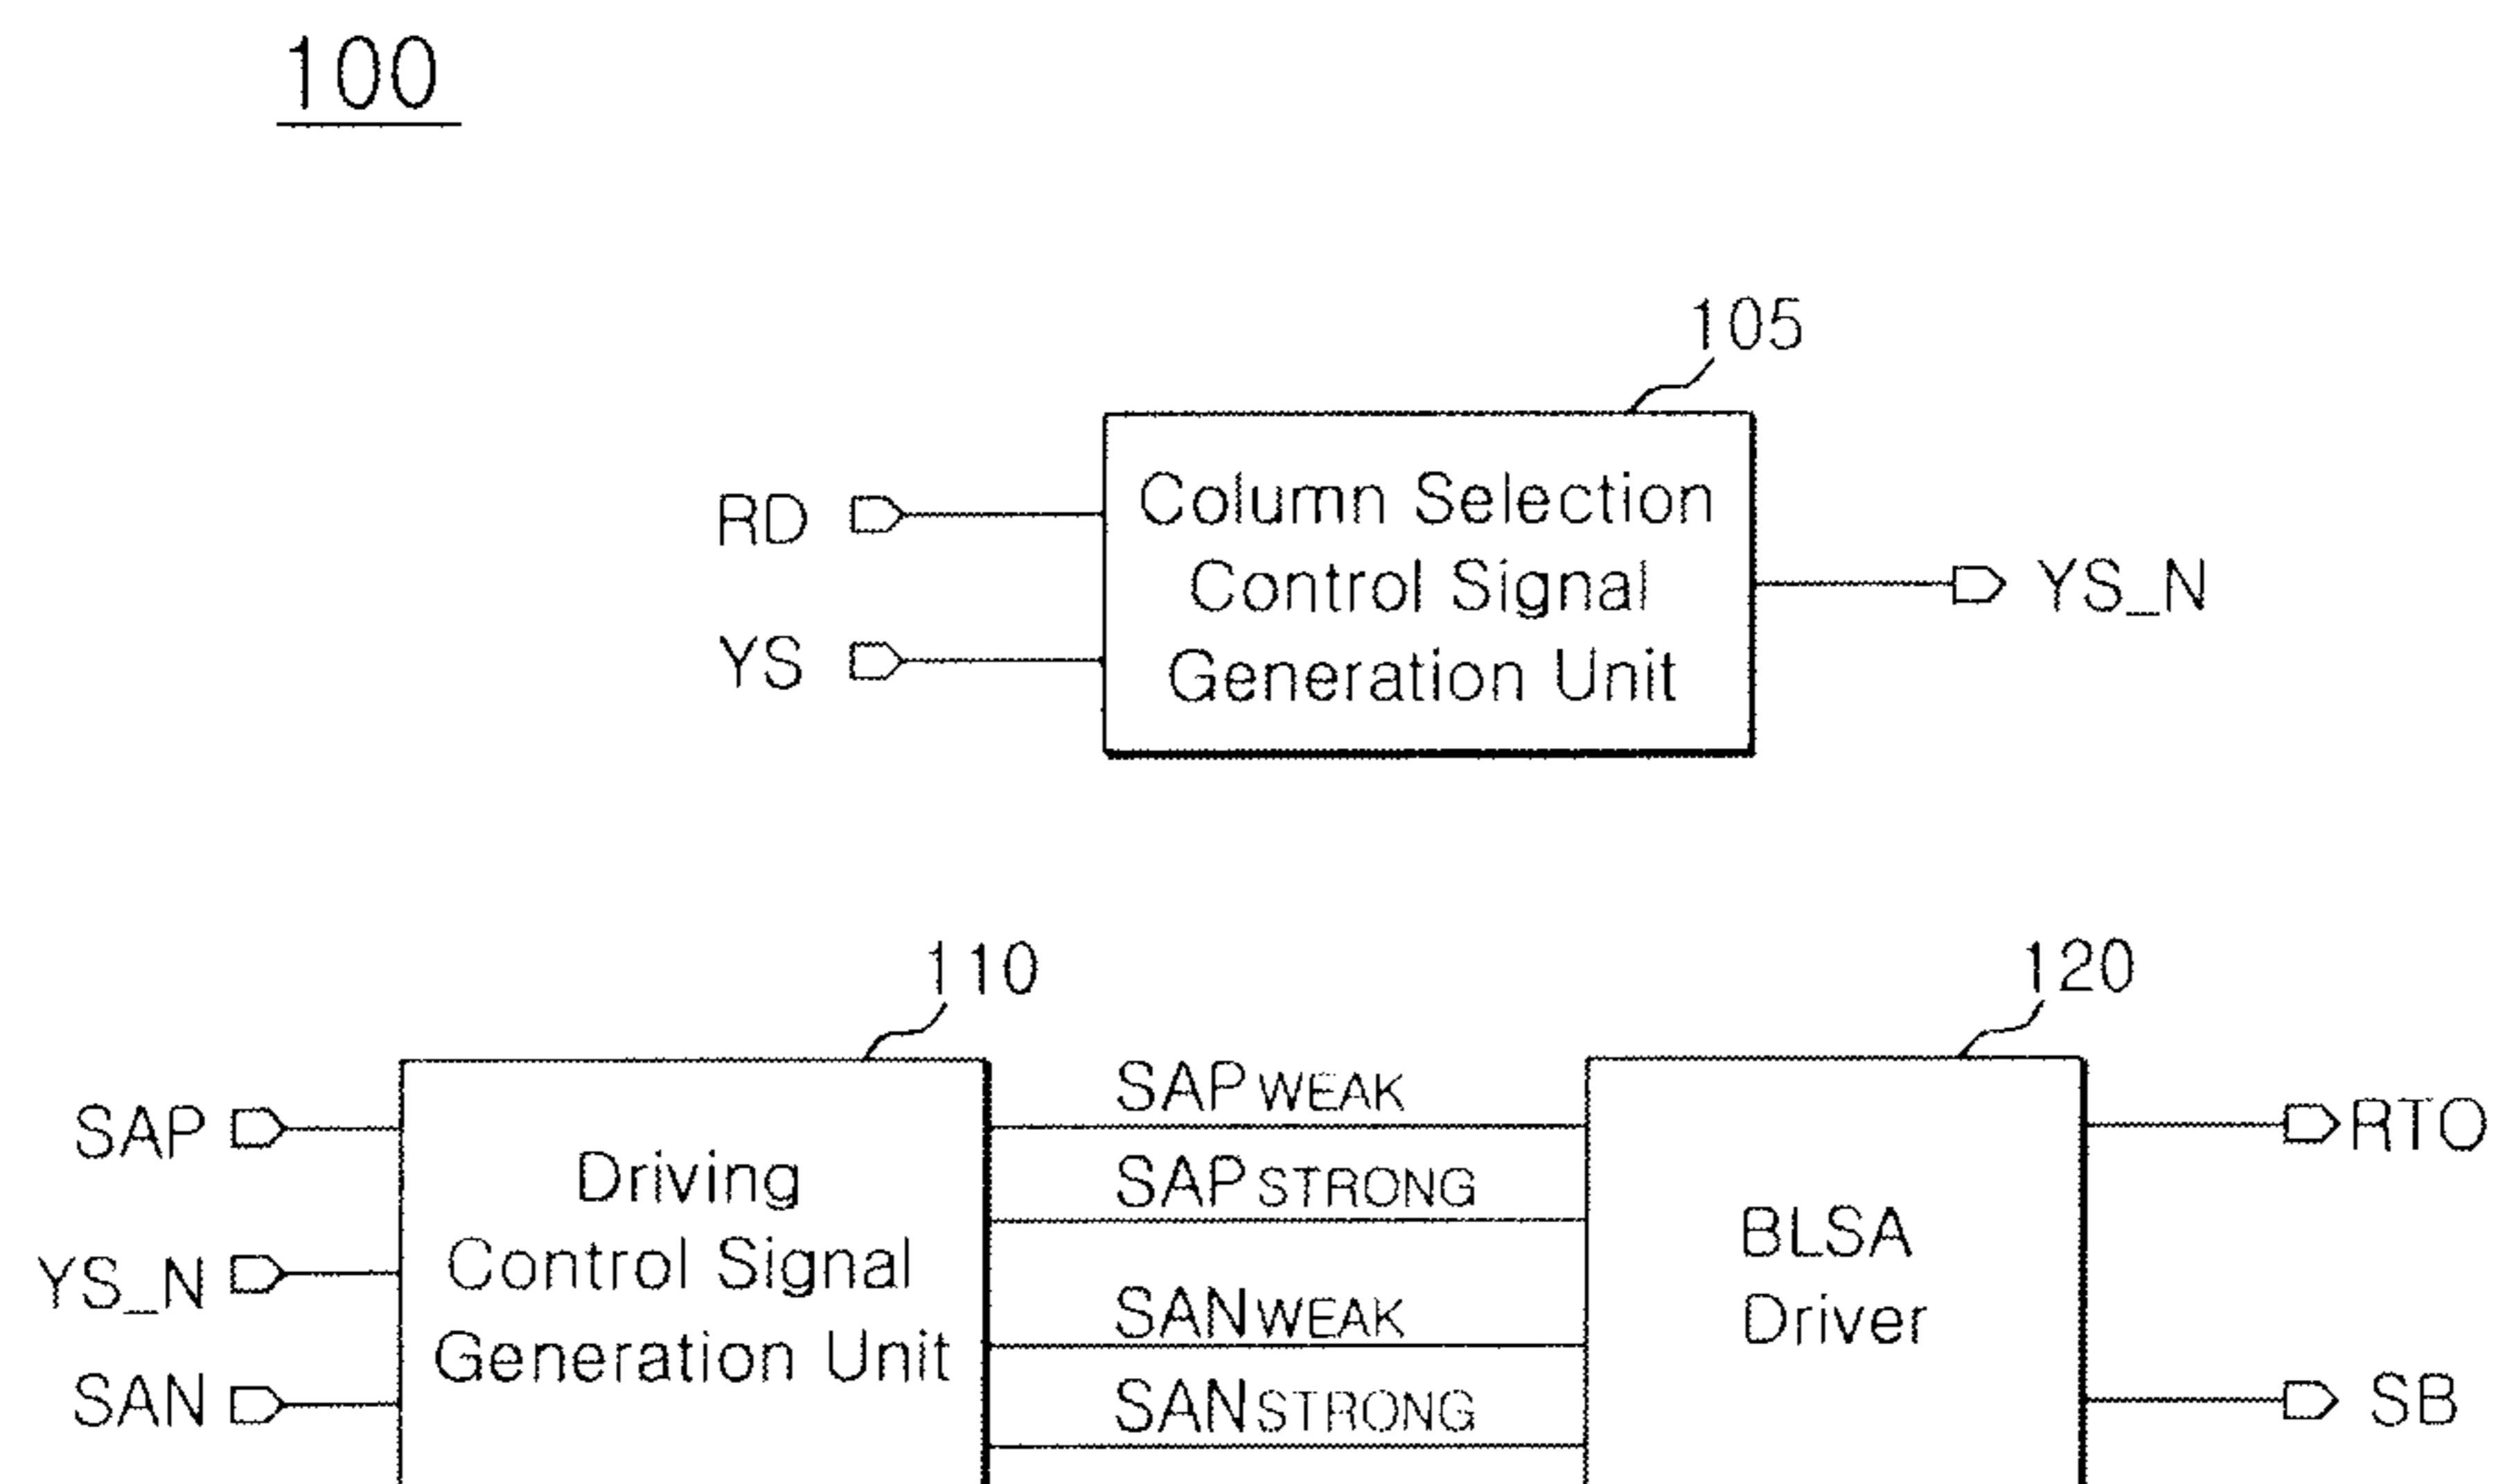 100
105
RD
YS
Column Selection
Control Signal
Generation Unit
YS_N
110
120
SAP
YS_N
SAN
Driving
Control Signal
Generation Unit
SAPWEAK
SAPSTRONG
SANWEAK
SANSTRONG
BLSA
Driver
RTO
SB